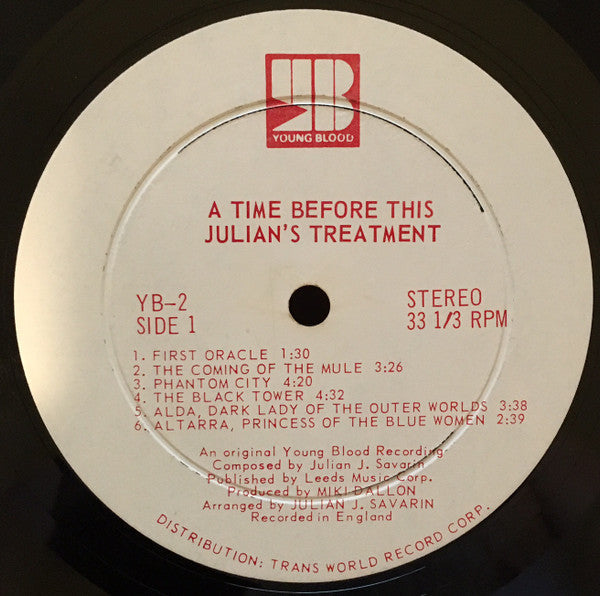 YB
YOUNG BLOOD
A TIME BEFORE THIS
JULIAN'S TREATMENT
YB-2
SIDE 1
STEREO
33 1/3 RPM
1. FIRST ORACLE 1:30
2. THE COMING OF THE MULE 3:26
3. PHANTOM CITY 4:20
4. THE BLACK TOWER 4:32
5. ALDA, DARK LADY OF THE OUTER WORLDS 3:38
6. ALTARRA, PRINCESS OF THE BLUE WOMEN 2:39
An original Young Blood Recording
Composed by Julian J. Savarin
Published by Leeds Music Corp.
Produced by MIKI DALLON
Arranged by JULIAN J. SAVARIN
Recorded in England
DISTRIBUTION: TRANS WORLD RECORD CORP.